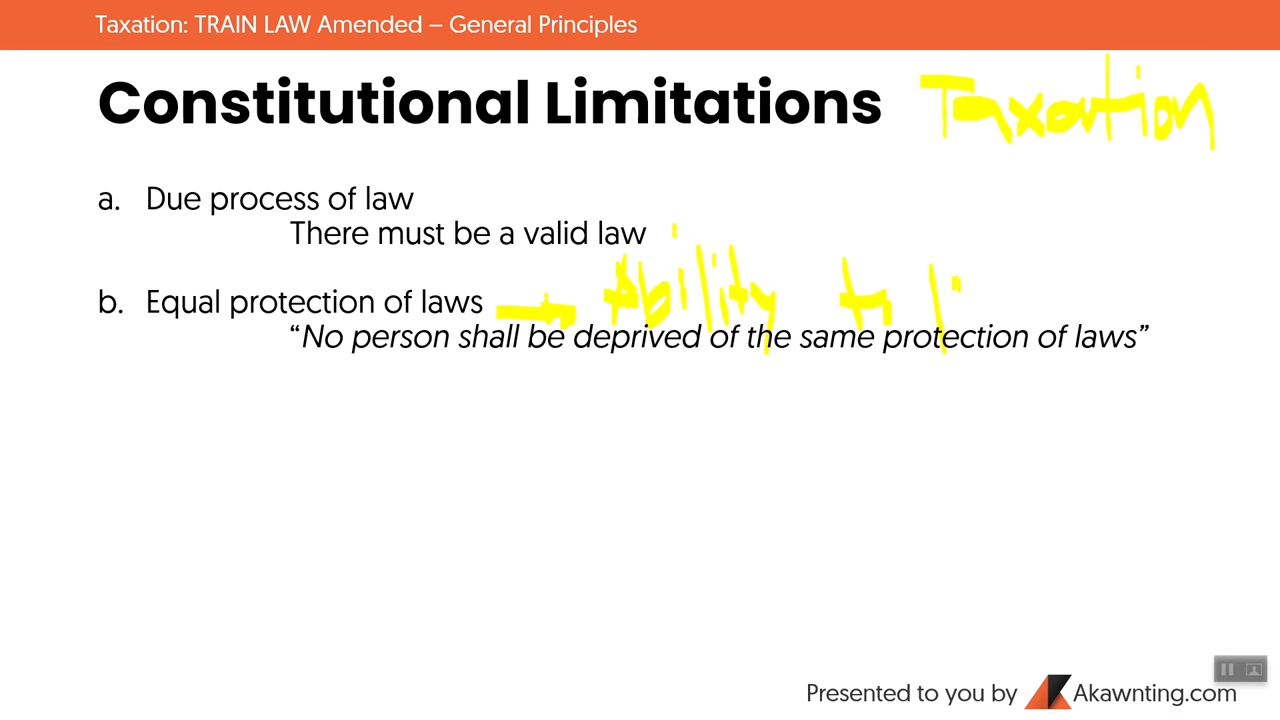 Taxation: TRAIN LAW Amended – General Principles
Constitutional Limitations Taxation
a. Due process of law
There must be a valid law
b. Equal protection of laws → Ability to
“No person shall be deprived of the same protection of laws”
Presented to you by Akawnting.com